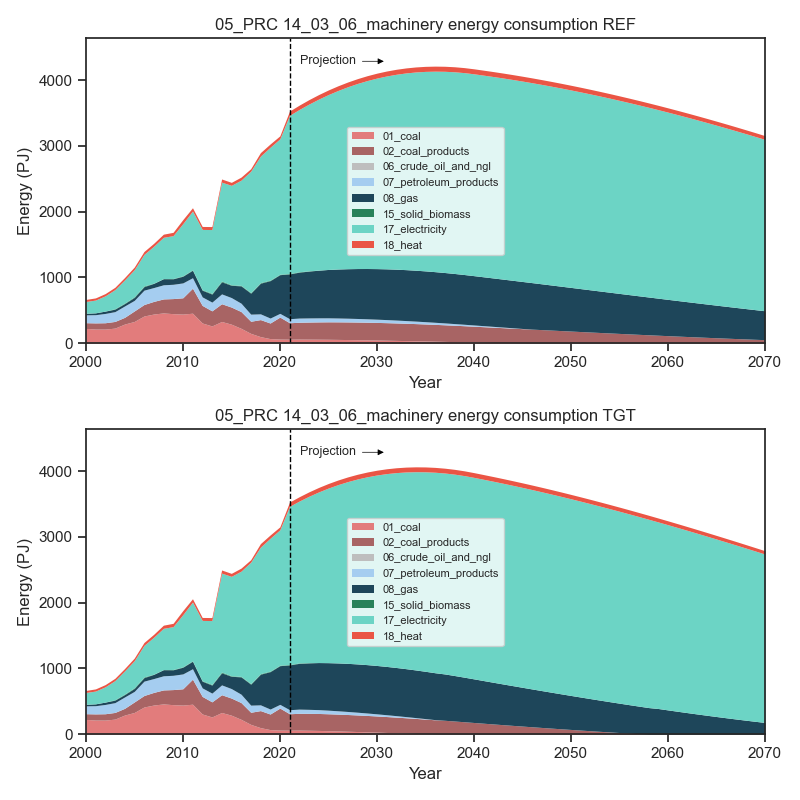 05_PRC 14_03_06_machinery energy consumption REF
Projection
4000
3000
2000
1000
0
Energy (PJ)
01_coal
02_coal_products
06_crude_oil_and_ngl
07_petroleum_products
08_gas
15_solid_biomass
17_electricity
18_heat
2000 2010 2020 2030 2040 2050 2060 2070
Year
05_PRC 14_03_06_machinery energy consumption TGT
Projection
4000
3000
2000
1000
0
Energy (PJ)
01_coal
02_coal_products
06_crude_oil_and_ngl
07_petroleum_products
08_gas
15_solid_biomass
17_electricity
18_heat
2000 2010 2020 2030 2040 2050 2060 2070
Year